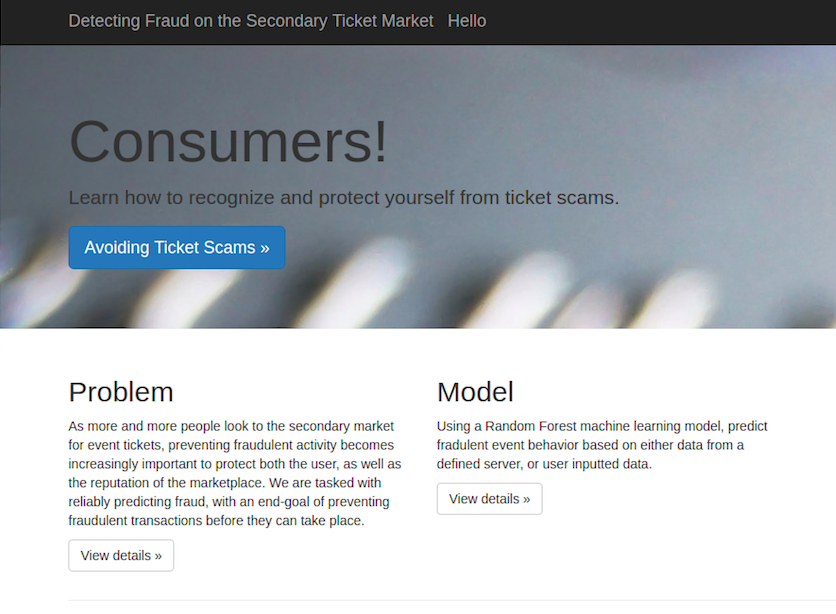 Detecting Fraud on the Secondary Ticket Market Hello
Consumers!
Learn how to recognize and protect yourself from ticket scams.
Avoiding Ticket Scams »
Problem
As more and more people look to the secondary market
for event tickets, preventing fraudulent activity becomes
increasingly important to protect both the user, as well as
the reputation of the marketplace. We are tasked with
reliably predicting fraud, with an end-goal of preventing
fraudulent transactions before they can take place.
View details »
Model
Using a Random Forest machine learning model, predict
fradulent event behavior based on either data from a
defined server, or user inputted data.
View details »